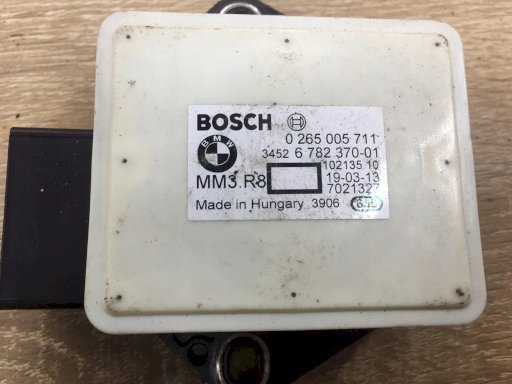 BOSCH
0 265 005 711
BMW
3452 6 782 370-01
102135.10
MM3.R8
19-03-13
7021327
Made in Hungary 3906